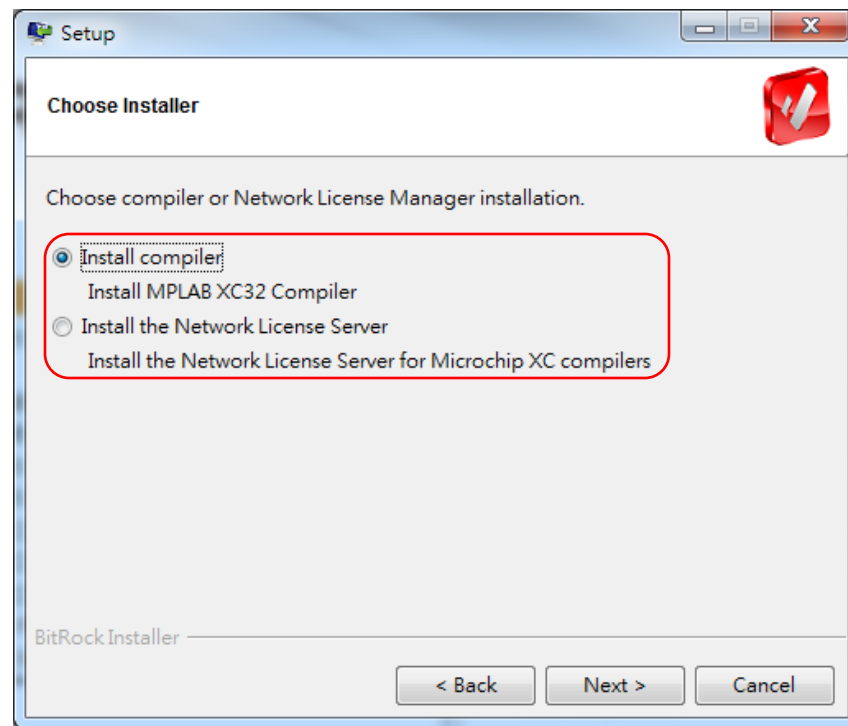 Setup
Choose Installer
Choose compiler or Network License Manager installation.
Install compiler
Install MPLAB XC32 Compiler
Install the Network License Server
Install the Network License Server for Microchip XC compilers
BitRock Installer
< Back Next > Cancel